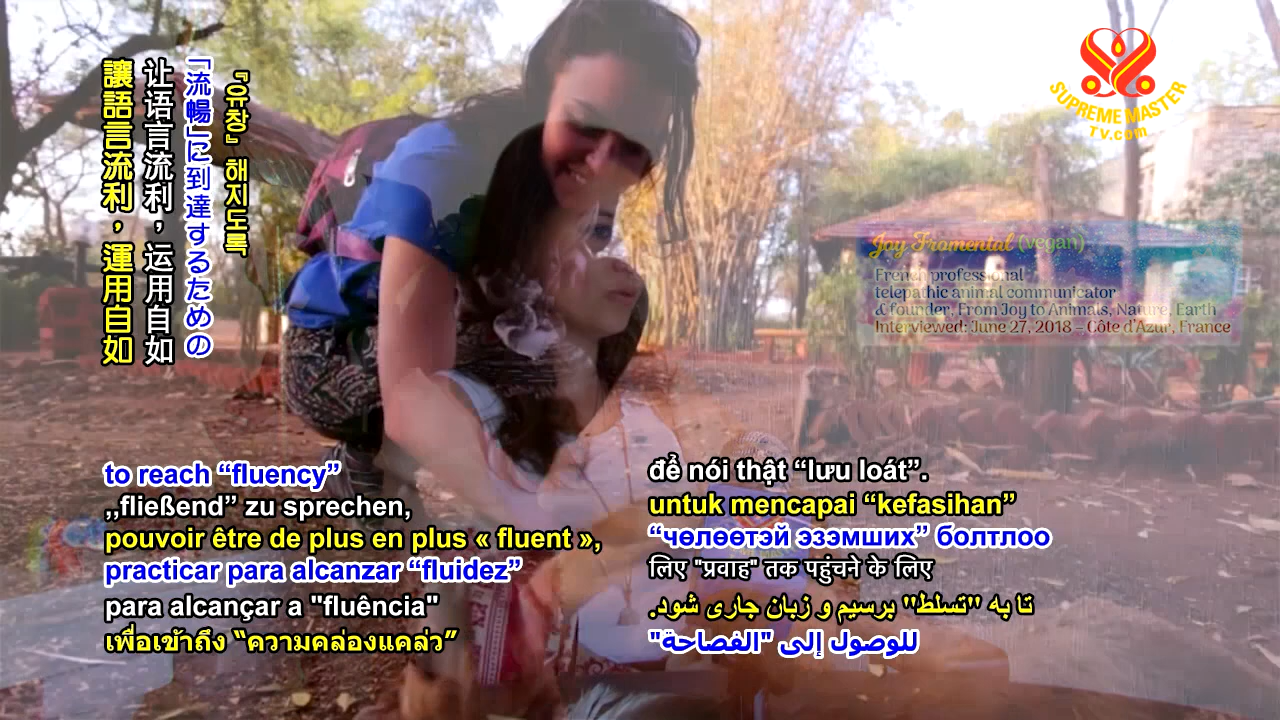 讓語言流利，運用自如
让语言流利，运用自如
「流暢」に到達するための
『유창』해지도록
SUPREME MASTER
TV.com
Joy Fromental (vegan)
French professional
telepathic animal communicator
& founder, From Joy to Animals, Nature, Earth
Interviewed: June 27, 2018 – Côte d'Azur, France
to reach “fluency”
,,fließend” zu sprechen,
pouvoir être de plus en plus « fluent »,
practicar para alcanzar “fluidez”
para alcançar a "fluência"
เพื่อเข้าถึง “ความคล่องแคล่ว”
để nói thật “lưu loát”.
untuk mencapai “kefasihan”
“чөлөөтэй эзэмших” болтлоо
लिए "प्रवाह" तक पहुंचने के लिए
تا به "تسلط" برسیم و زبان جاری شود.
للوصول إلى "الفصاحة"